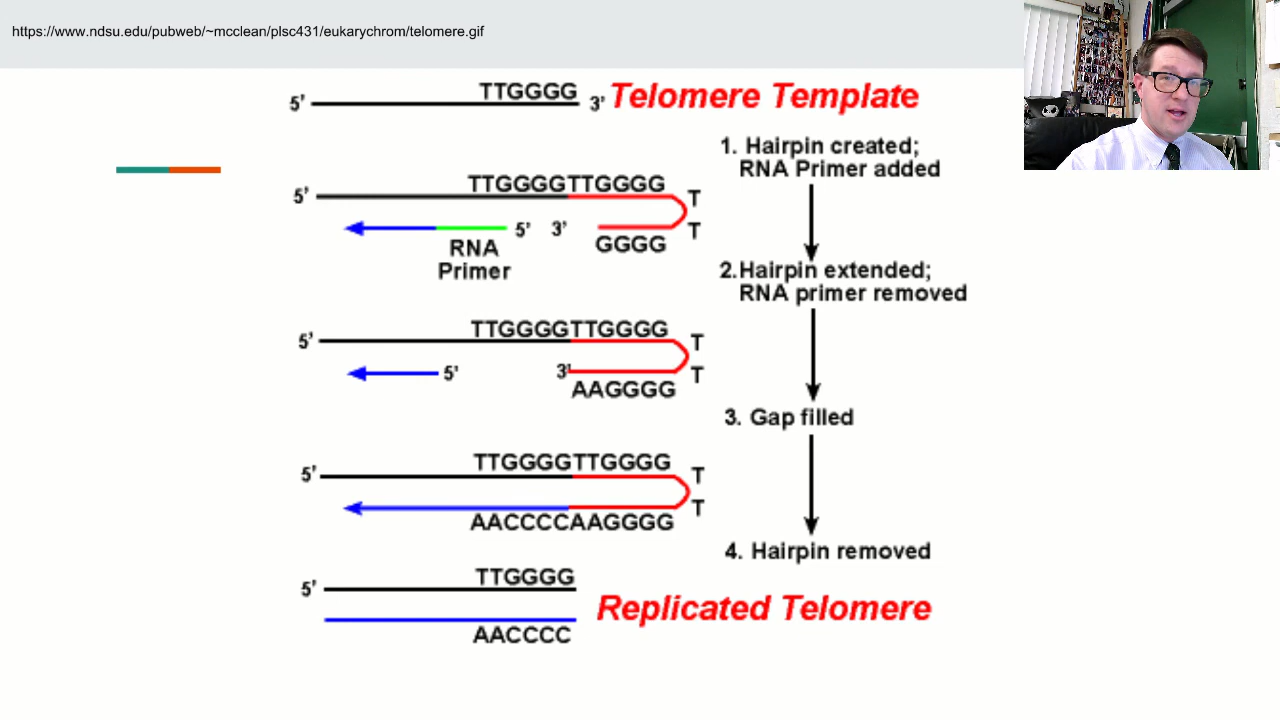 https://www.ndsu.edu/pubweb/~mcclean/plsc431/eukarychrom/telomere.gif
TTGGGG
5’ 3’ Telomere Template
1. Hairpin created;
RNA Primer added
TTGGGGTTGGGG
5’ T
5’ 3’ T
GGGG
RNA
Primer
2.Hairpin extended;
RNA primer removed
TTGGGGTTGGGG
5’ T
5’ 3’ T
AAGGGG
3. Gap filled
TTGGGGTTGGGG
5’ T
T
AACCCCAAGGGG
4. Hairpin removed
TTGGGG
5’
Replicated Telomere
AACCCC